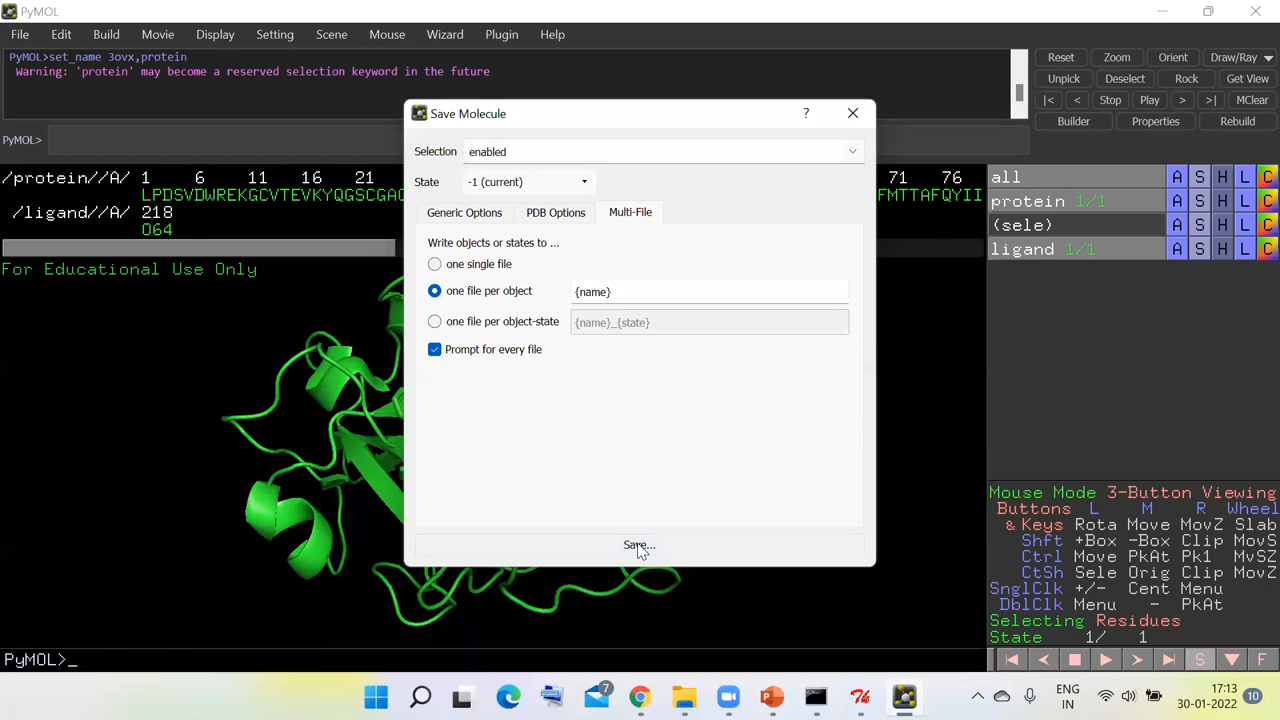 PyMOL
File Edit Build Movie Display Setting Scene Mouse Wizard Plugin Help
PyMOL>set_name 3ovx,protein
Warning: 'protein' may become a reserved selection keyword in the future
PyMOL>
Reset Zoom Orient Draw/Ray
Unpick Deselect Rock Get View
|< < Stop Play > >| MClear
Builder Properties Rebuild
Save Molecule ?
Selection enabled
State -1 (current)
Generic Options PDB Options Multi-File
Write objects or states to ...
one single file
one file per object {name}
one file per object-state {name}_{state}
Prompt for every file
Save...
/protein//A/ 1 6 11 16 21 71 76
LPDSVDWREKGCVTEVKYQGSCGAC FMTTAFQYII
/ligand//A/ 218
O64
For Educational Use Only
all A S H L C
protein 1/1 A S H L C
(sele) A S H L C
ligand 1/1 A S H L C
Mouse Mode 3-Button Viewing
Buttons L M R Wheel
& Keys Rota Move MovZ Slab
Shft +Box -Box Clip MovS
Ctrl Move PkAt Pk1 MvSZ
CtSh Sele Orig Clip MovZ
SnglClk +/- Cent Menu
DblClk Menu - PkAt
Selecting Residues
State 1/ 1
PyMOL>_
S F
7
ENG
IN
17:13
30-01-2022
10